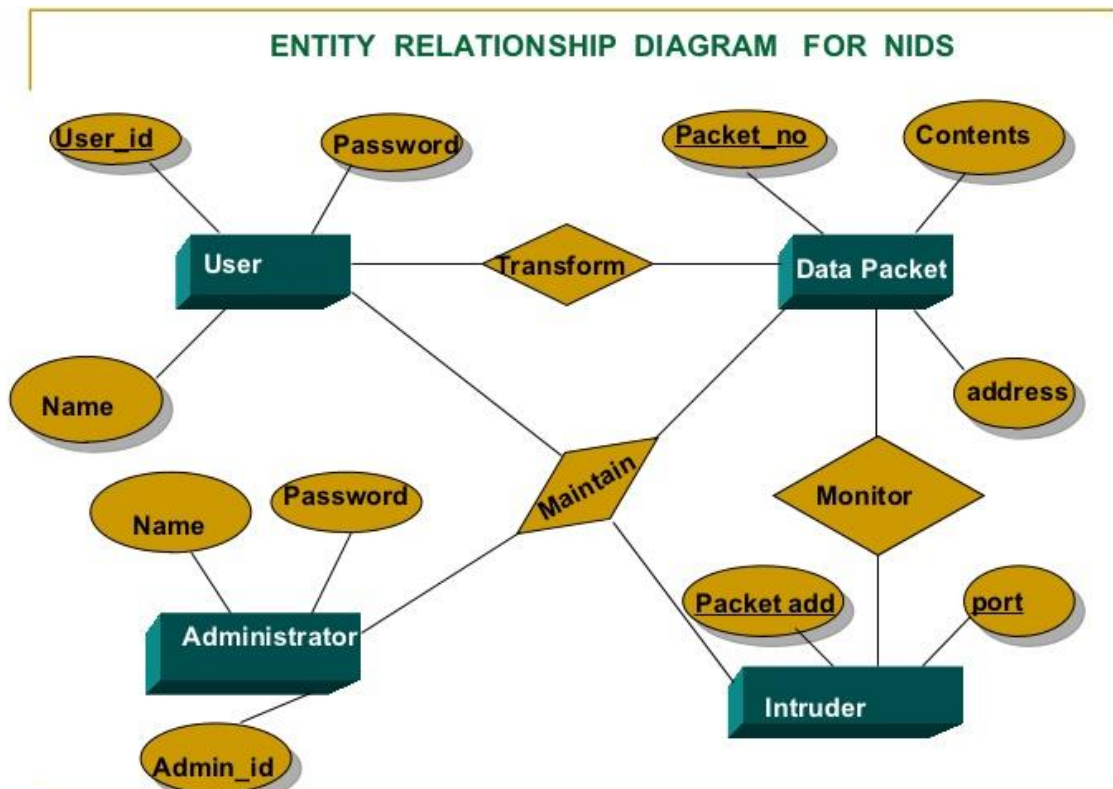 ENTITY RELATIONSHIP DIAGRAM FOR NIDS
User_id
Password
Packet_no
Contents
User
Transform
Data Packet
Name
address
Name
Password
Maintain
Monitor
Administrator
Packet add
port
Intruder
Admin_id